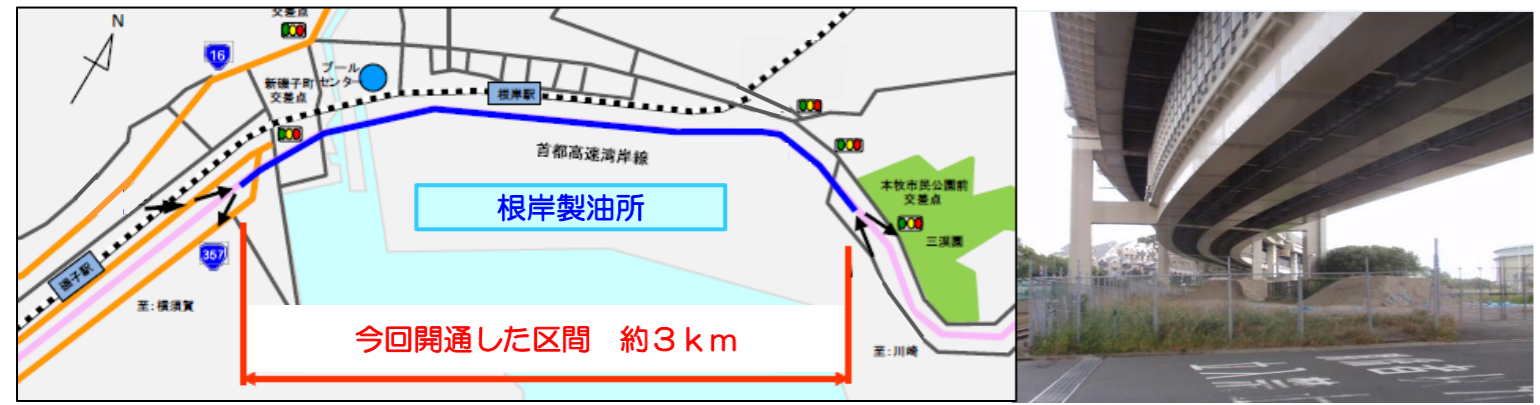 N
交差点
16
プール
センター
新磯子町
交差点
根岸駅
首都高速湾岸線
本牧市民公園前
交差点
三渓園
根岸製油所
磯子駅
357
至：横須賀
今回開通した区間　約３ｋｍ
至：川崎